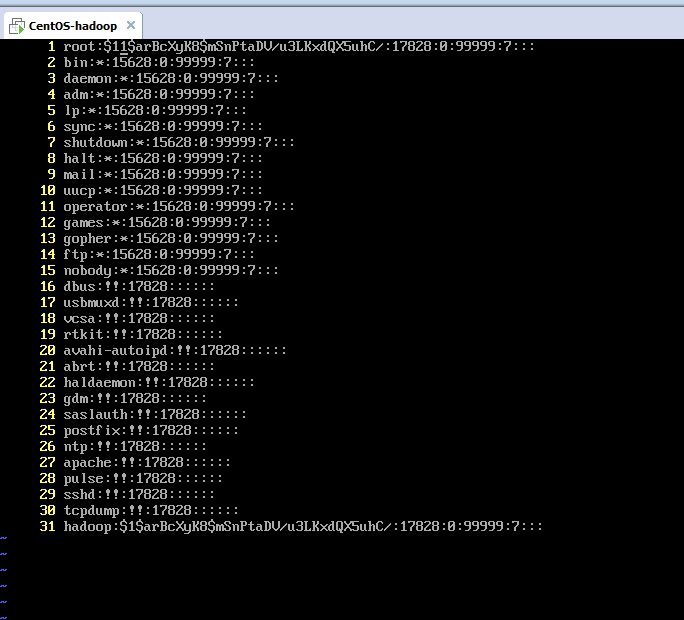 CentOS-hadoop ×
1 root:$11$arBcXyK8$mSnPtaDV/u3LKxdQX5uhC/:17828:0:99999:7:::
2 bin:*:15628:0:99999:7:::
3 daemon:*:15628:0:99999:7:::
4 adm:*:15628:0:99999:7:::
5 lp:*:15628:0:99999:7:::
6 sync:*:15628:0:99999:7:::
7 shutdown:*:15628:0:99999:7:::
8 halt:*:15628:0:99999:7:::
9 mail:*:15628:0:99999:7:::
10 uucp:*:15628:0:99999:7:::
11 operator:*:15628:0:99999:7:::
12 games:*:15628:0:99999:7:::
13 gopher:*:15628:0:99999:7:::
14 ftp:*:15628:0:99999:7:::
15 nobody:*:15628:0:99999:7:::
16 dbus:!!:17828::::::
17 usbmuxd:!!:17828::::::
18 vcsa:!!:17828::::::
19 rtkit:!!:17828::::::
20 avahi-autoipd:!!:17828::::::
21 abrt:!!:17828::::::
22 haldaemon:!!:17828::::::
23 gdm:!!:17828::::::
24 saslauth:!!:17828::::::
25 postfix:!!:17828::::::
26 ntp:!!:17828::::::
27 apache:!!:17828::::::
28 pulse:!!:17828::::::
29 sshd:!!:17828::::::
30 tcpdump:!!:17828::::::
31 hadoop:$1$arBcXyK8$mSnPtaDV/u3LKxdQX5uhC/:17828:0:99999:7:::
~
~
~
~
~
~